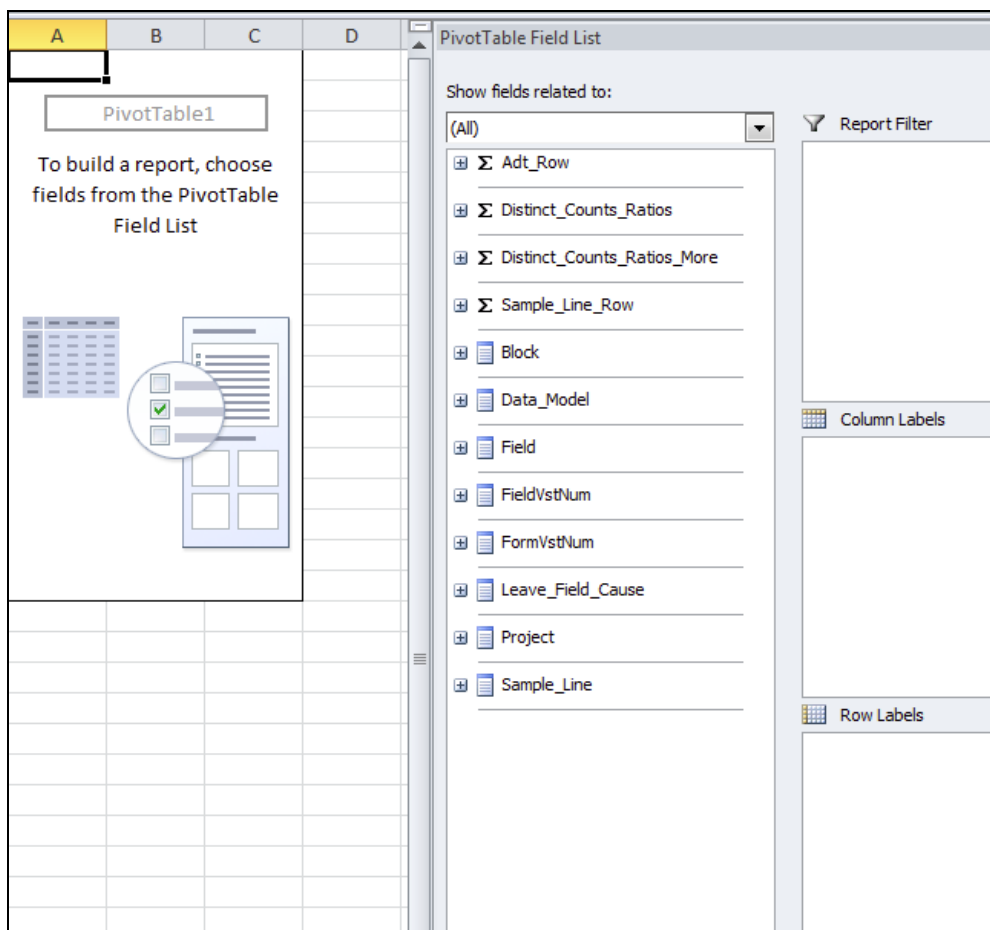 A B C D
PivotTable1
To build a report, choose
fields from the PivotTable
Field List
PivotTable Field List
Show fields related to:
(All)
Σ Adt_Row
Σ Distinct_Counts_Ratios
Σ Distinct_Counts_Ratios_More
Σ Sample_Line_Row
Block
Data_Model
Field
FieldVstNum
FormVstNum
Leave_Field_Cause
Project
Sample_Line
Report Filter
Column Labels
Row Labels